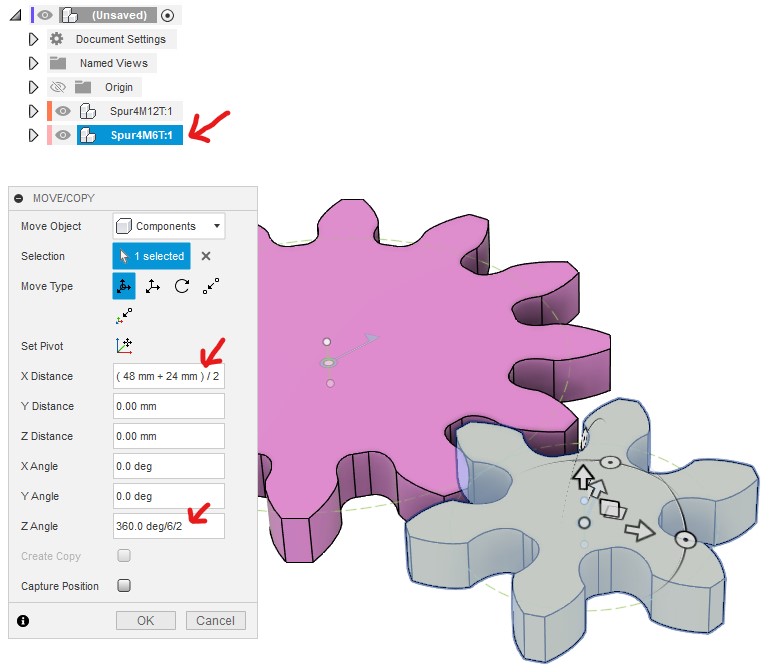 (Unsaved)
Document Settings
Named Views
Origin
Spur4M12T:1
Spur4M6T:1
MOVE/COPY
Move Object
Components
Selection
1 selected
Move Type
Set Pivot
X Distance
( 48 mm + 24 mm ) / 2
Y Distance
0.00 mm
Z Distance
0.00 mm
X Angle
0.0 deg
Y Angle
0.0 deg
Z Angle
360.0 deg/6/2
Create Copy
Capture Position
OK
Cancel